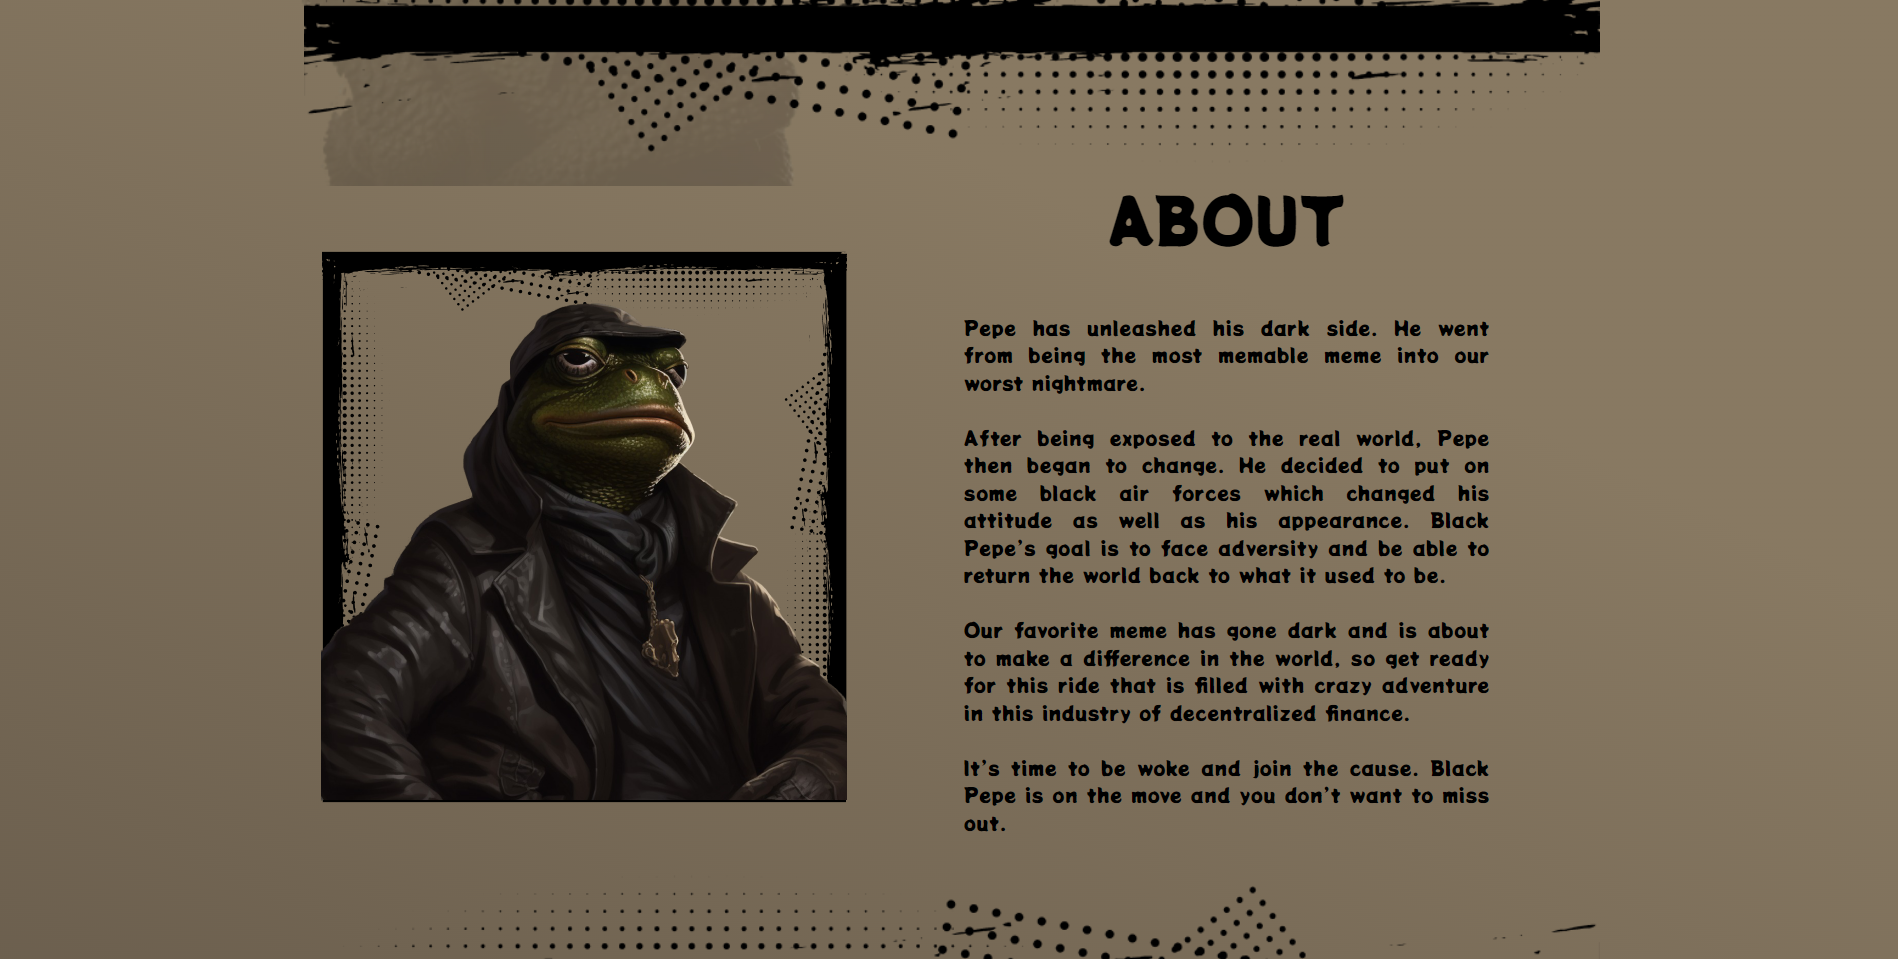 ABOUT
Pepe has unleashed his dark side. He went
from being the most memable meme into our
worst nightmare.
After being exposed to the real world, Pepe
then began to change. He decided to put on
some black air forces which changed his
attitude as well as his appearance. Black
Pepe's goal is to face adversity and be able to
return the world back to what it used to be.
Our favorite meme has gone dark and is about
to make a difference in the world, so get ready
for this ride that is filled with crazy adventure
in this industry of decentralized finance.
It's time to be woke and join the cause. Black
Pepe is on the move and you don't want to miss
out.